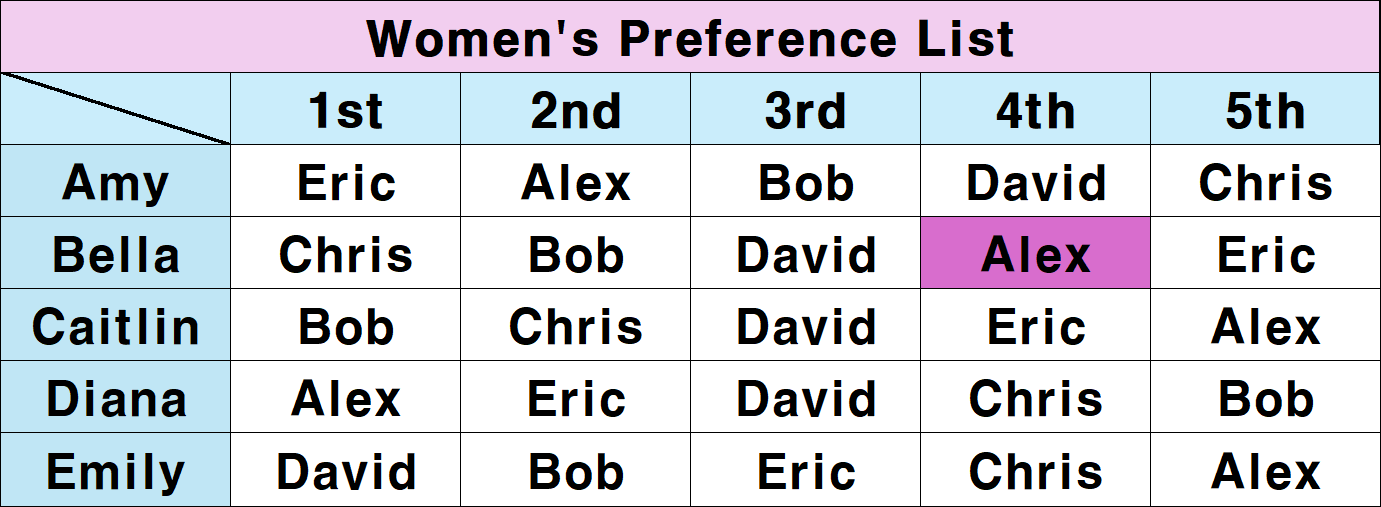 Women's Preference List
1st 2nd 3rd 4th 5th
Amy Eric Alex Bob David Chris
Bella Chris Bob David Alex Eric
Caitlin Bob Chris David Eric Alex
Diana Alex Eric David Chris Bob
Emily David Bob Eric Chris Alex